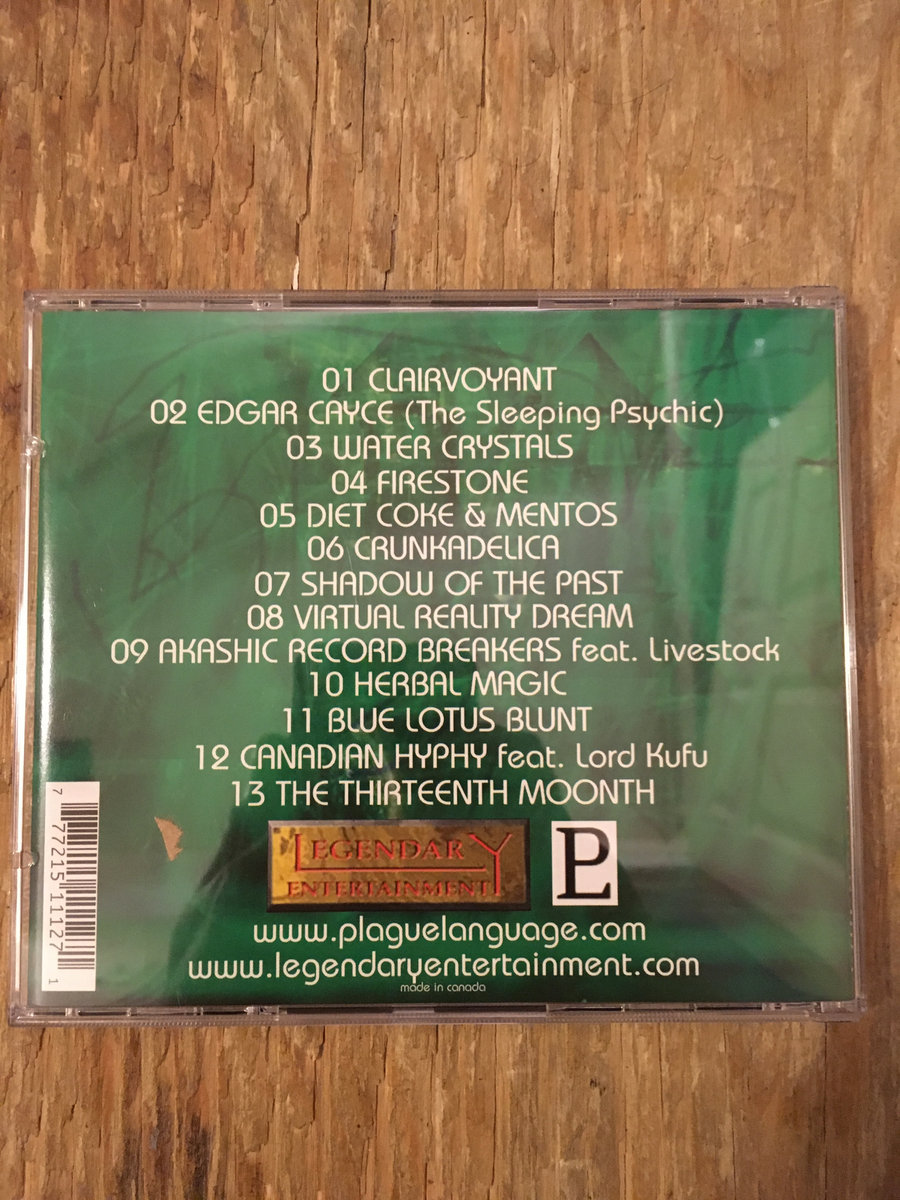 01 CLAIRVOYANT
02 EDGAR CAYCE (The Sleeping Psychic)
03 WATER CRYSTALS
04 FIRESTONE
05 DIET COKE & MENTOS
06 CRUNKADELICA
07 SHADOW OF THE PAST
08 VIRTUAL REALITY DREAM
09 AKASHIC RECORD BREAKERS feat. Livestock
10 HERBAL MAGIC
11 BLUE LOTUS BLUNT
12 CANADIAN HYPHY feat. Lord Kufu
13 THE THIRTEENTH MOONTH
LEGENDARY
ENTERTAINMENT
PL
www.plaguelanguage.com
www.legendaryentertainment.com
made in canada
7 77215 11127 1